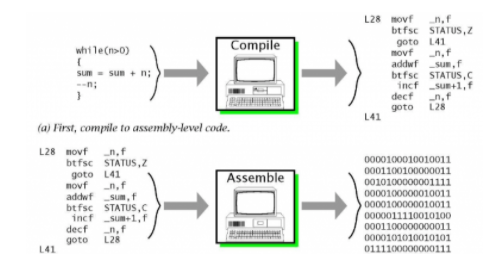 while(n>0)
{
sum = sum + n;
--n;
}
Compile
L28 movf _n,f
btfsc STATUS,Z
goto L41
movf _n,f
addwf _sum,f
btfsc STATUS,C
incf _sum+1,f
decf _n,f
goto L28
L41
(a) First, compile to assembly-level code.
L28 movf _n,f
btfsc STATUS,Z
goto L41
movf _n,f
addwf _sum,f
btfsc STATUS,C
incf _sum+1,f
decf _n,f
goto L28
L41
Assemble
0000100010010011
0001100100000011
0010100000001111
0000100000010011
0000100000010011
0000011110010100
0001100000000011
0000101010010101
0111100000000111